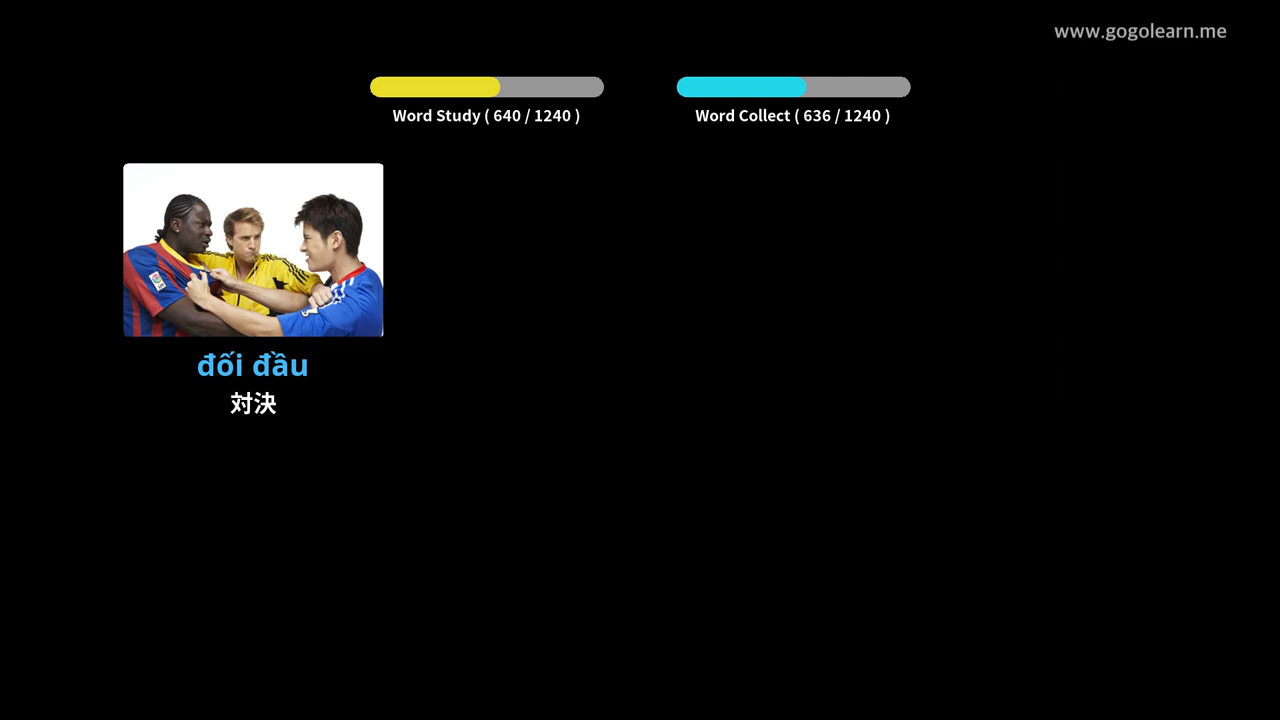 www.gogolearn.me
Word Study ( 640 / 1240 )
Word Collect ( 636 / 1240 )
đối đầu
対決